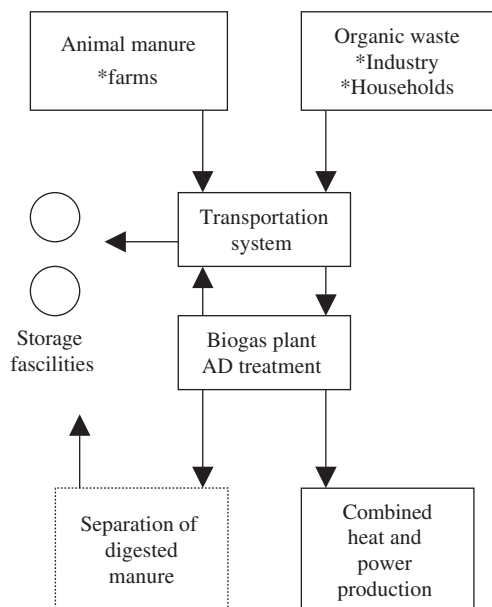 Animal manure
*farms
Organic waste
*Industry
*Households
Transportation
system
Storage
fascilities
Biogas plant
AD treatment
Separation of
digested
manure
Combined
heat and
power
production